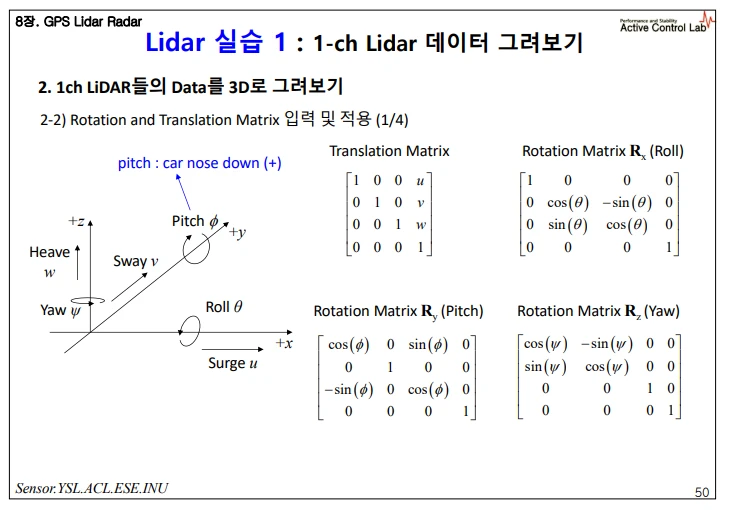 8장. GPS Lidar Radar
Performance and Stability
Active Control Lab
Lidar 실습 1 : 1-ch Lidar 데이터 그려보기
2. 1ch LiDAR들의 Data를 3D로 그려보기
2-2) Rotation and Translation Matrix 입력 및 적용 (1/4)
pitch : car nose down (+)
+z
Pitch ϕ
+y
Heave
w
Sway v
Yaw ψ
Roll θ
+x
Surge u
Translation Matrix
1 0 0 u
0 1 0 v
0 0 1 w
0 0 0 1
Rotation Matrix Rx (Roll)
1 0 0 0
0 cos(θ) −sin(θ) 0
0 sin(θ) cos(θ) 0
0 0 0 1
Rotation Matrix Ry (Pitch)
cos(ϕ) 0 sin(ϕ) 0
0 1 0 0
−sin(ϕ) 0 cos(ϕ) 0
0 0 0 1
Rotation Matrix Rz (Yaw)
cos(ψ) −sin(ψ) 0 0
sin(ψ) cos(ψ) 0 0
0 0 1 0
0 0 0 1
Sensor.YSL.ACL.ESE.INU
50